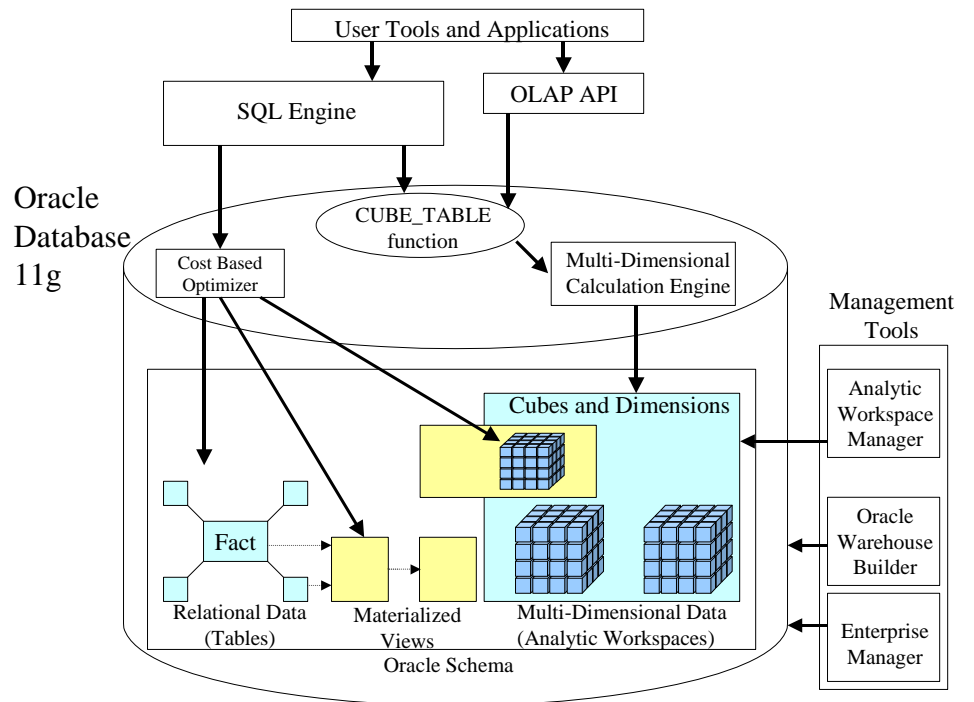 User Tools and Applications
SQL Engine
OLAP API
Oracle
Database
11g
CUBE_TABLE
function
Cost Based
Optimizer
Multi-Dimensional
Calculation Engine
Management
Tools
Analytic
Workspace
Manager
Oracle
Warehouse
Builder
Enterprise
Manager
Cubes and Dimensions
Fact
Relational Data
(Tables)
Materialized
Views
Multi-Dimensional Data
(Analytic Workspaces)
Oracle Schema